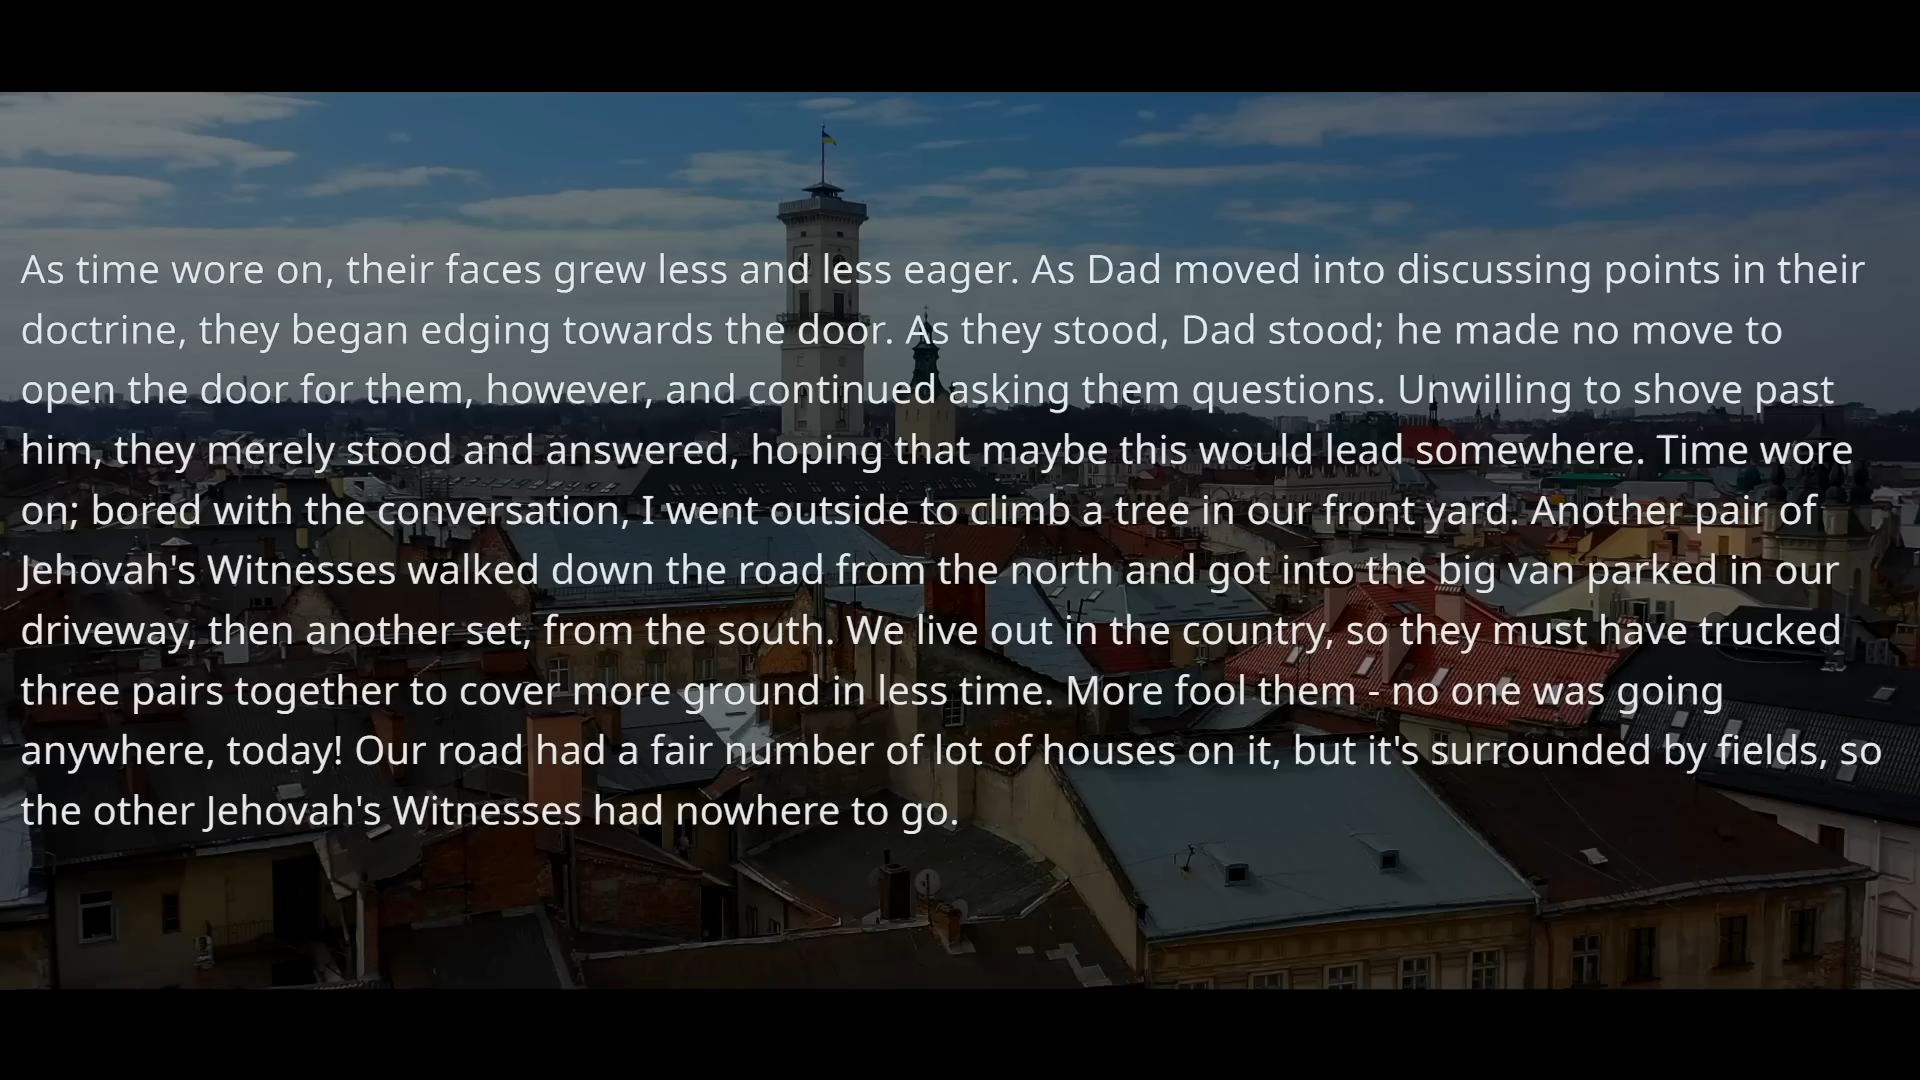 As time wore on, their faces grew less and less eager. As Dad moved into discussing points in their
doctrine, they began edging towards the door. As they stood, Dad stood; he made no move to
open the door for them, however, and continued asking them questions. Unwilling to shove past
him, they merely stood and answered, hoping that maybe this would lead somewhere. Time wore
on; bored with the conversation, I went outside to climb a tree in our front yard. Another pair of
Jehovah's Witnesses walked down the road from the north and got into the big van parked in our
driveway, then another set, from the south. We live out in the country, so they must have trucked
three pairs together to cover more ground in less time. More fool them - no one was going
anywhere, today! Our road had a fair number of lot of houses on it, but it's surrounded by fields, so
the other Jehovah's Witnesses had nowhere to go.